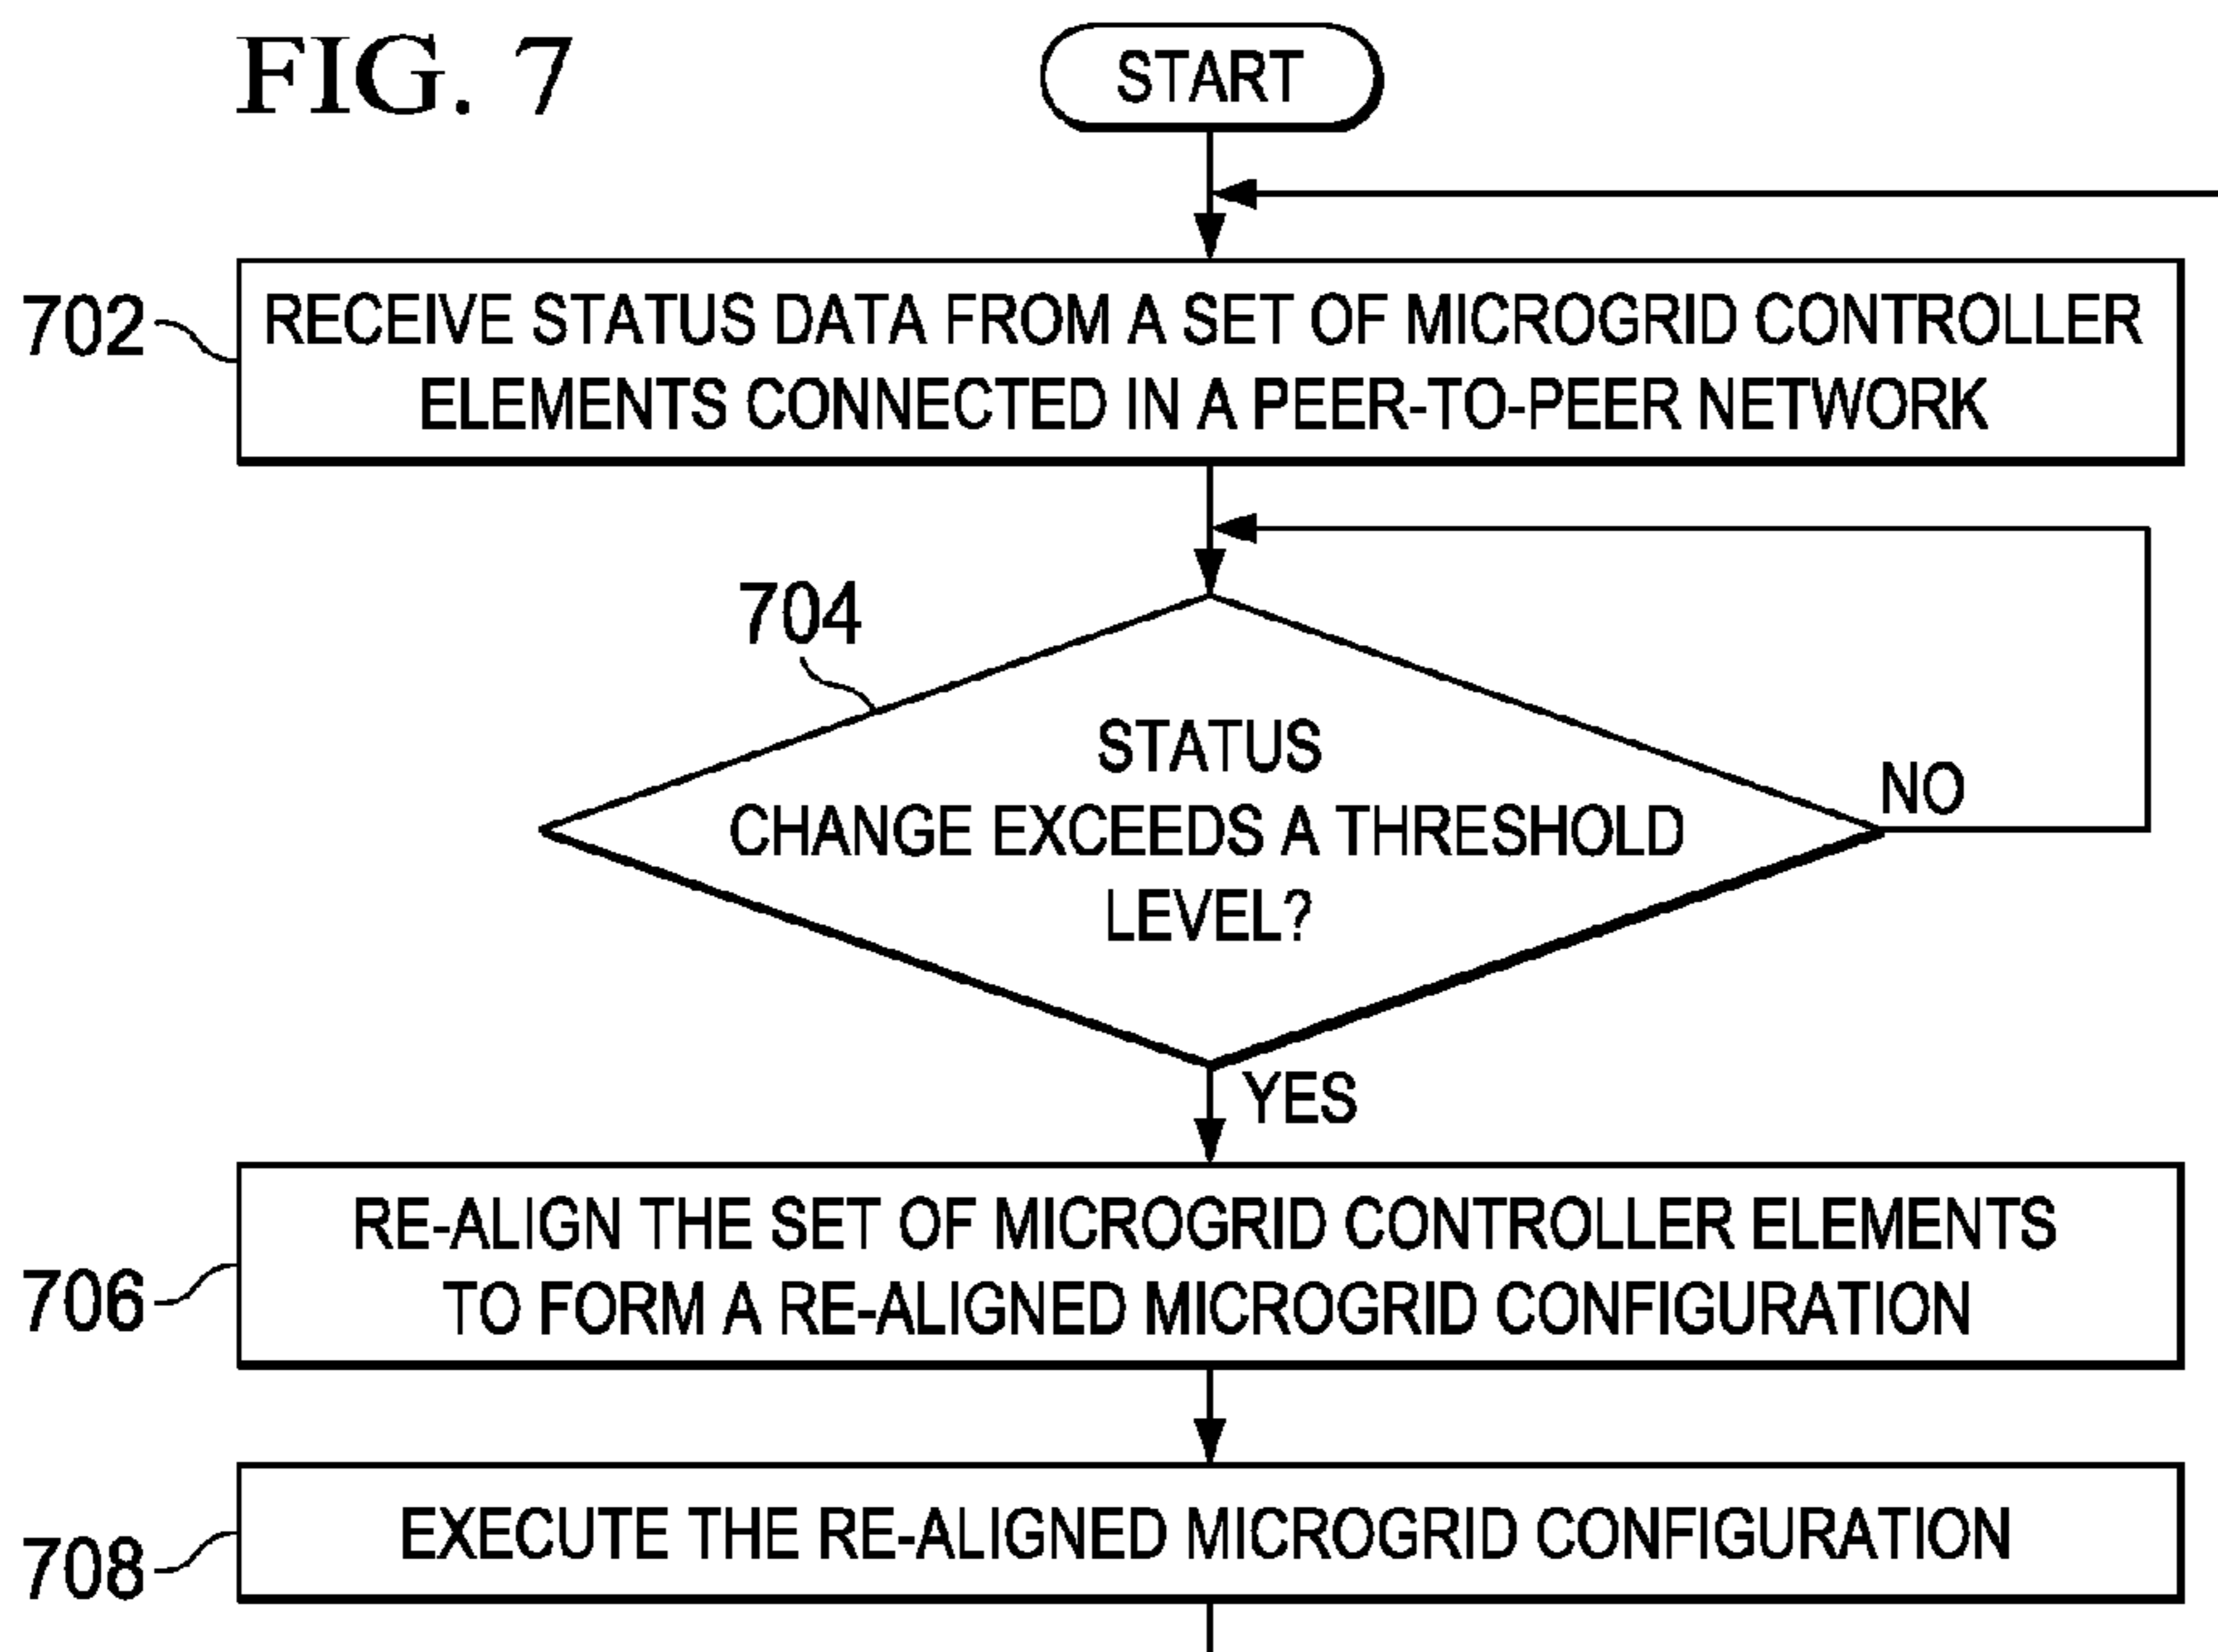 FIG. 7
START
702
RECEIVE STATUS DATA FROM A SET OF MICROGRID CONTROLLER
ELEMENTS CONNECTED IN A PEER-TO-PEER NETWORK
704
STATUS
CHANGE EXCEEDS A THRESHOLD
LEVEL?
NO
YES
706
RE-ALIGN THE SET OF MICROGRID CONTROLLER ELEMENTS
TO FORM A RE-ALIGNED MICROGRID CONFIGURATION
708
EXECUTE THE RE-ALIGNED MICROGRID CONFIGURATION